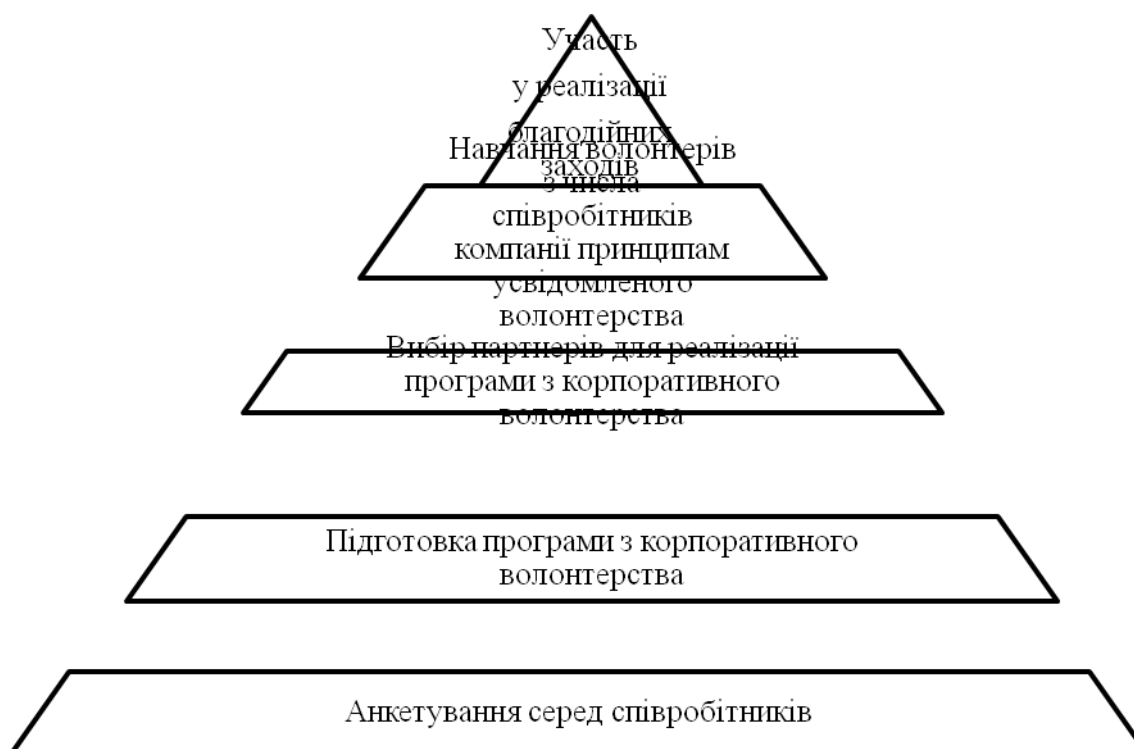 Участь
у реалізації
благодійних
заходів
Навчання волонтерів
з числа
співробітників
компанії принципам
усвідомленого
волонтерства
Вибір партнерів для реалізації
програми з корпоративного
волонтерства
Підготовка програми з корпоративного
волонтерства
Анкетування серед співробітників